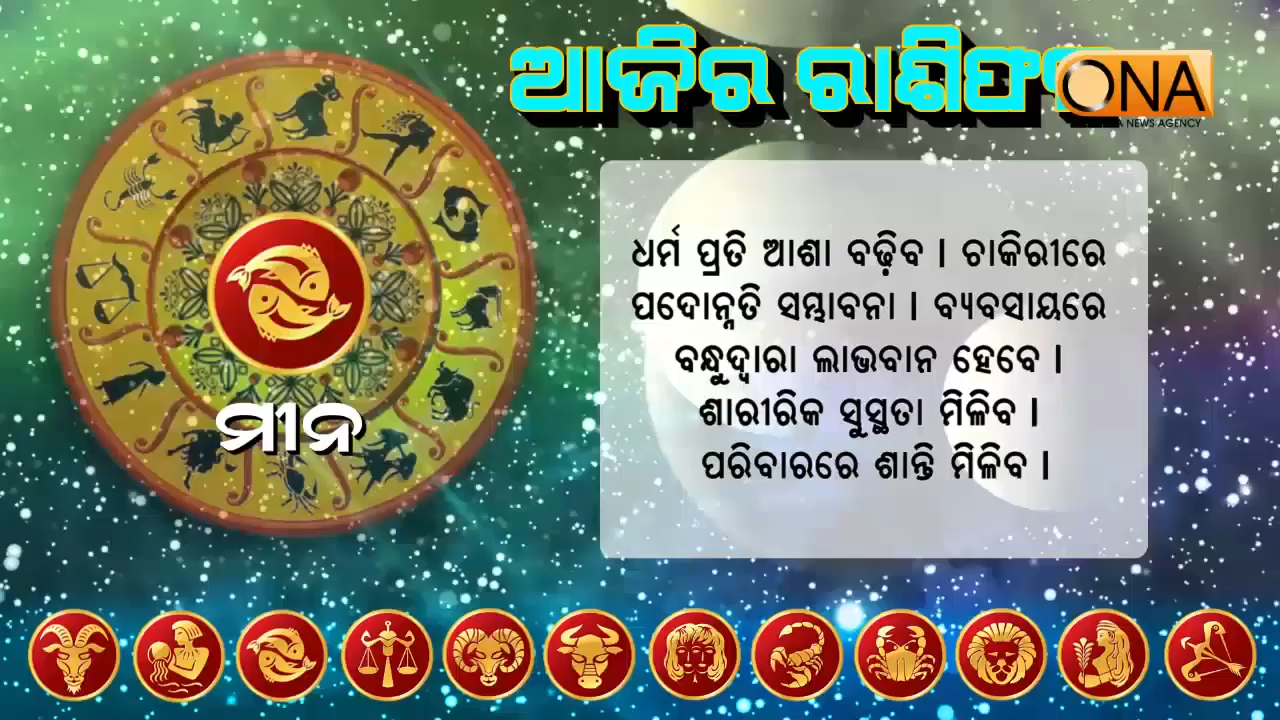 ଆଜିର
ONA
NEWS AGENCY
ଧର୍ମ ପ୍ରତି ଆଶା ବଢ଼ିବ । ଚାକିରୀରେ
ପଦୋନ୍ନତି ସମ୍ଭାବନା । ବ୍ୟବସାୟରେ
ବନ୍ଧୁଦ୍ୱାରା ଲାଭବାନ ହେବେ ।
ଶାରୀରିକ ସୁସ୍ଥତା ମିଳିବ ।
ପରିବାରରେ ଶାନ୍ତି ମିଳିବ ।
ମୀନ